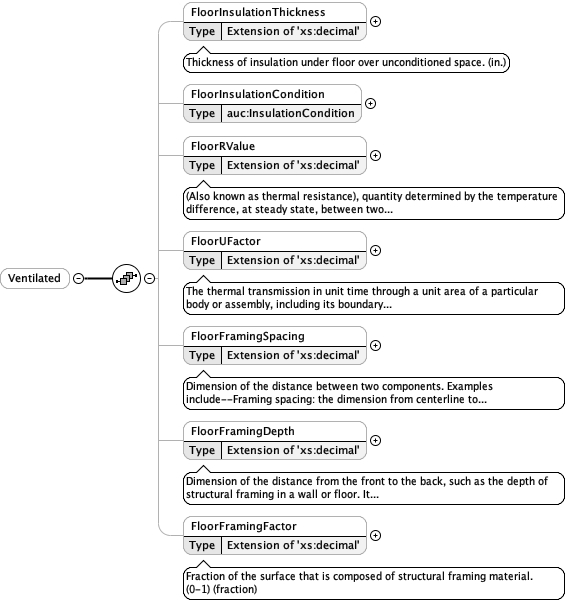 FloorInsulationThickness
Type Extension of 'xs:decimal'
Thickness of insulation under floor over unconditioned space. (in.)
FloorInsulationCondition
Type auc:InsulationCondition
FloorRValue
Type Extension of 'xs:decimal'
(Also known as thermal resistance), quantity determined by the temperature
difference, at steady state, between two...
FloorUFactor
Type Extension of 'xs:decimal'
Ventilated
The thermal transmission in unit time through a unit area of a particular
body or assembly, including its boundary...
FloorFramingSpacing
Type Extension of 'xs:decimal'
Dimension of the distance between two components. Examples
include--Framing spacing: the dimension from centerline to...
FloorFramingDepth
Type Extension of 'xs:decimal'
Dimension of the distance from the front to the back, such as the depth of
structural framing in a wall or floor. It...
FloorFramingFactor
Type Extension of 'xs:decimal'
Fraction of the surface that is composed of structural framing material.
(0-1) (fraction)